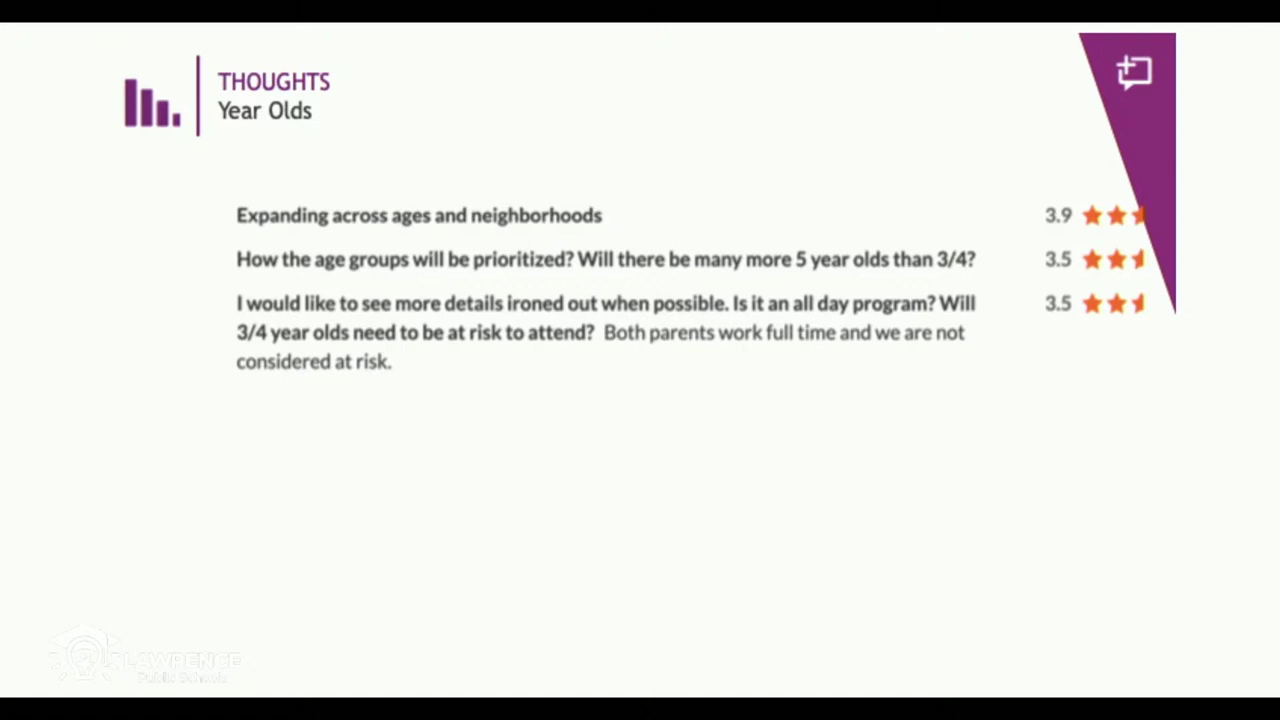 THOUGHTS
Year Olds
Expanding across ages and neighborhoods 3.9
How the age groups will be prioritized? Will there be many more 5 year olds than 3/4? 3.5
I would like to see more details ironed out when possible. Is it an all day program? Will 3.5
3/4 year olds need to be at risk to attend? Both parents work full time and we are not
considered at risk.
LAWRENCE
Public Schools